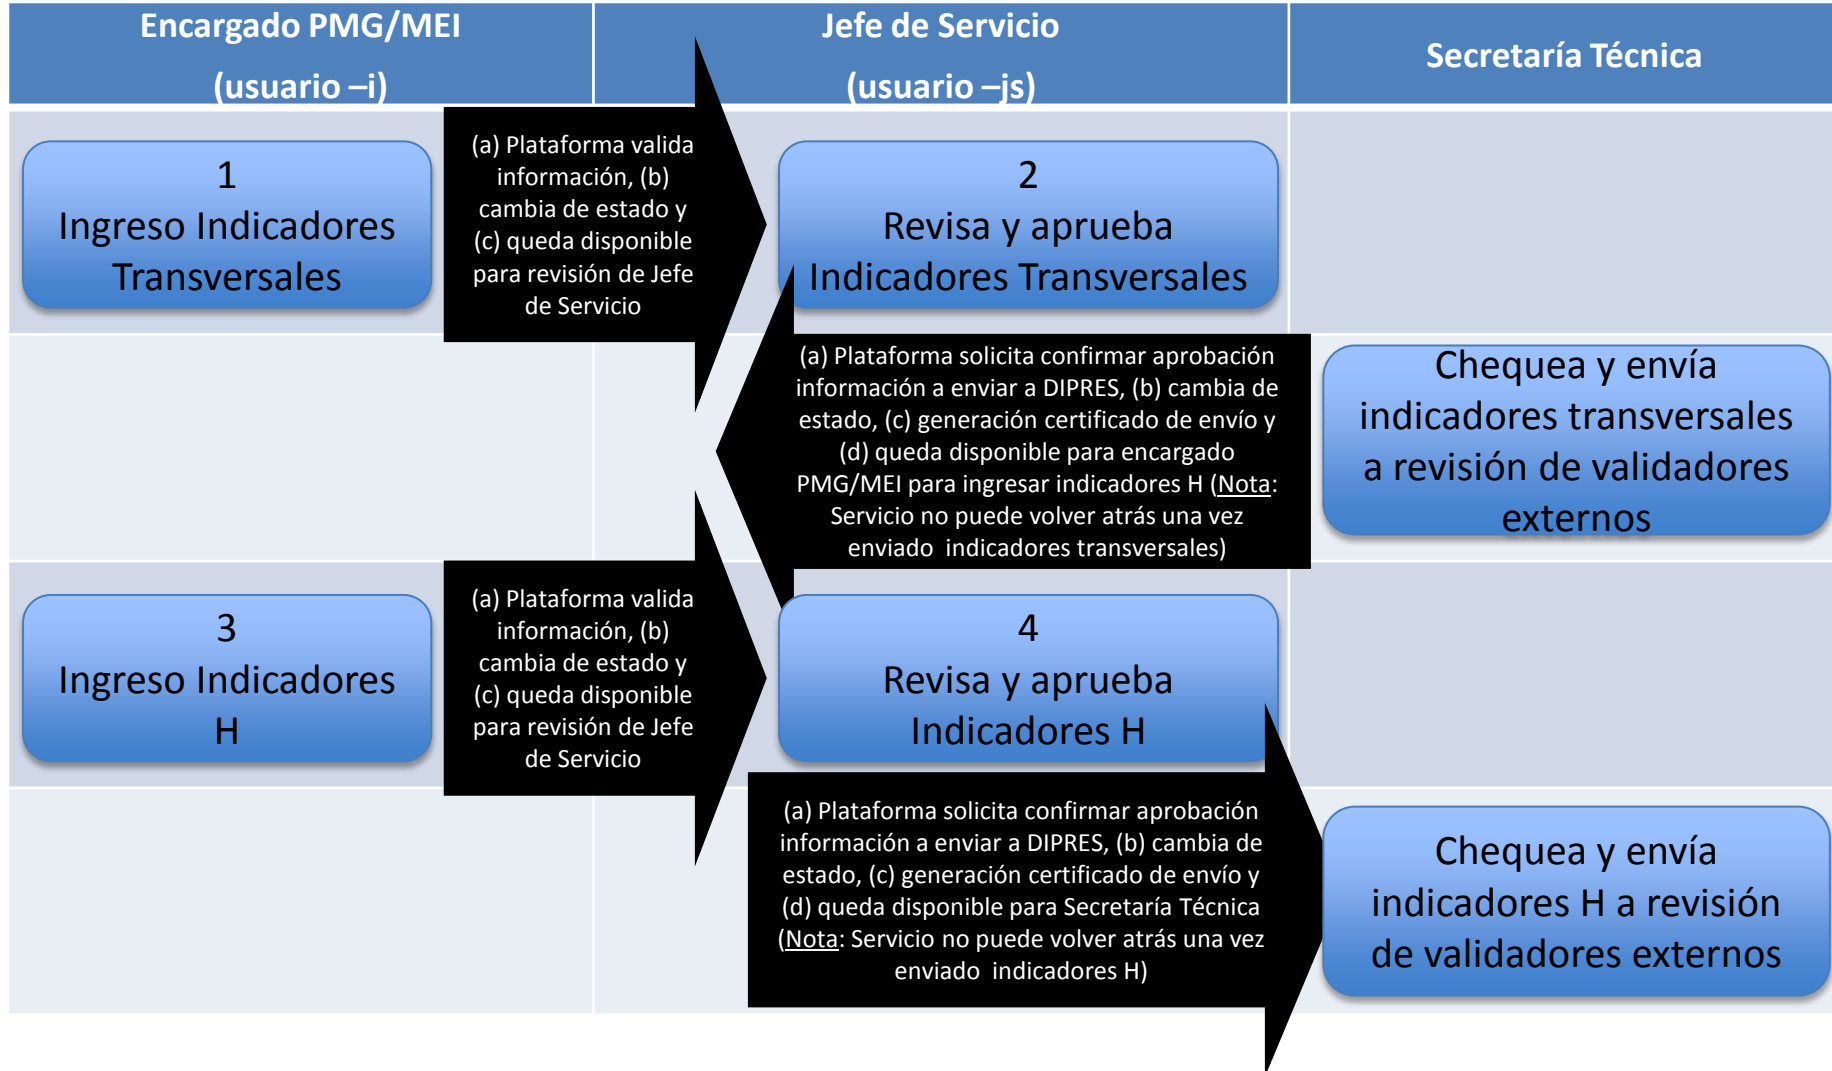 Encargado PMG/MEI
(usuario –i)
Jefe de Servicio
(usuario –js)
Secretaría Técnica
1
Ingreso Indicadores
Transversales
(a) Plataforma valida
información, (b)
cambia de estado y
(c) queda disponible
para revisión de Jefe
de Servicio
2
Revisa y aprueba
Indicadores Transversales
(a) Plataforma solicita confirmar aprobación
información a enviar a DIPRES, (b) cambia de
estado, (c) generación certificado de envío y
(d) queda disponible para encargado
PMG/MEI para ingresar indicadores H (Nota:
Servicio no puede volver atrás una vez
enviado  indicadores transversales)
Chequea y envía
indicadores transversales
a revisión de validadores
externos
3
Ingreso Indicadores
H
(a) Plataforma valida
información, (b)
cambia de estado y
(c) queda disponible
para revisión de Jefe
de Servicio
4
Revisa y aprueba
Indicadores H
(a) Plataforma solicita confirmar aprobación
información a enviar a DIPRES, (b) cambia de
estado, (c) generación certificado de envío y
(d) queda disponible para Secretaría Técnica
(Nota: Servicio no puede volver atrás una vez
enviado  indicadores H)
Chequea y envía
indicadores H a revisión
de validadores externos